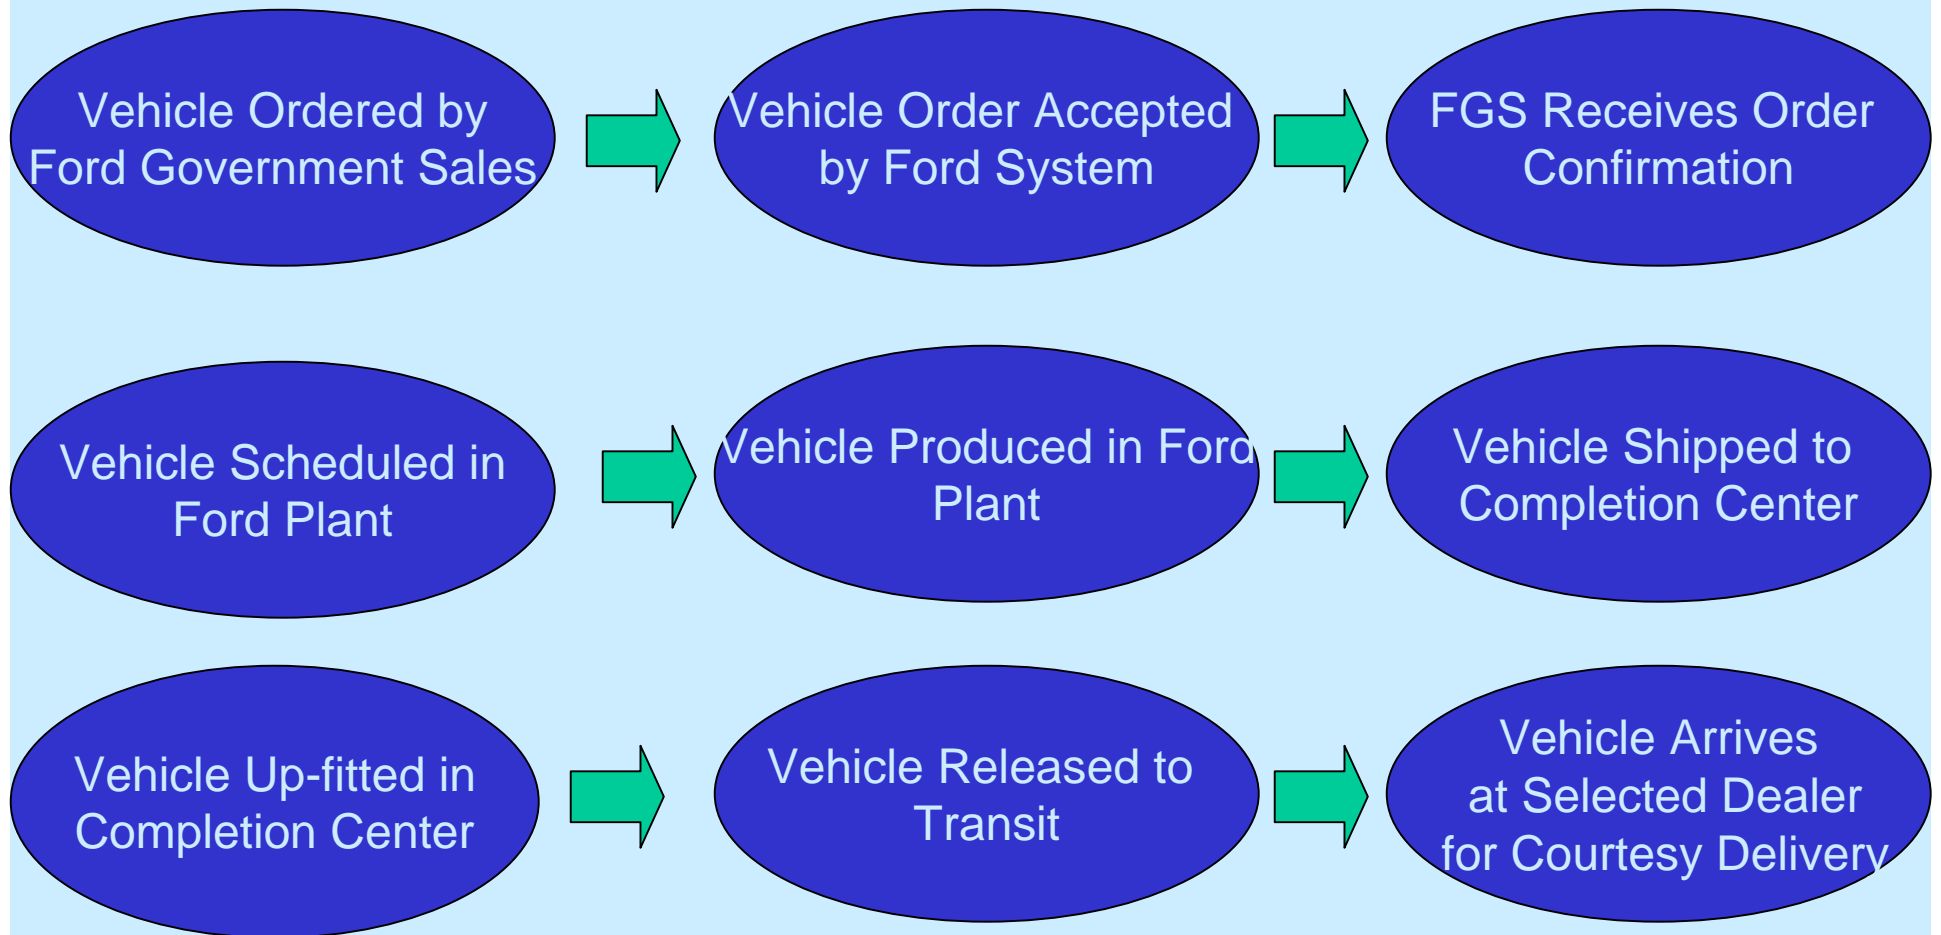 Vehicle Ordered by
Ford Government Sales
Vehicle Order Accepted
by Ford System
FGS Receives Order
Confirmation
Vehicle Scheduled in
Ford Plant
Vehicle Produced in Ford
Plant
Vehicle Shipped to
Completion Center
Vehicle Up-fitted in
Completion Center
Vehicle Released to
Transit
Vehicle Arrives
at Selected Dealer
for Courtesy Delivery